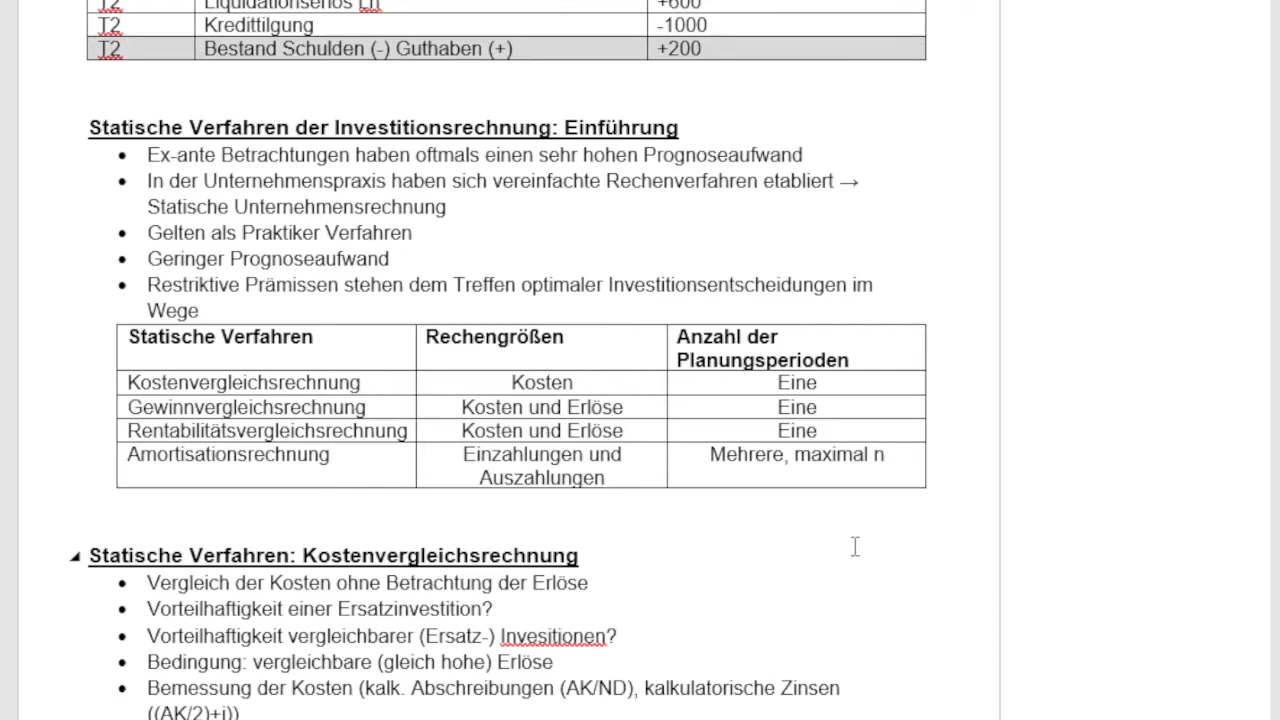 T2 Liquidationserlös Ln +600
T2 Kredittilgung -1000
T2 Bestand Schulden (-) Guthaben (+) +200
Statische Verfahren der Investitionsrechnung: Einführung
• Ex-ante Betrachtungen haben oftmals einen sehr hohen Prognoseaufwand
• In der Unternehmenspraxis haben sich vereinfachte Rechenverfahren etabliert →
Statische Unternehmensrechnung
• Gelten als Praktiker Verfahren
• Geringer Prognoseaufwand
• Restriktive Prämissen stehen dem Treffen optimaler Investitionsentscheidungen im
Wege
Statische Verfahren Rechengrößen Anzahl der
Planungsperioden
Kostenvergleichsrechnung Kosten Eine
Gewinnvergleichsrechnung Kosten und Erlöse Eine
Rentabilitätsvergleichsrechnung Kosten und Erlöse Eine
Amortisationsrechnung Einzahlungen und Mehrere, maximal n
Auszahlungen
Statische Verfahren: Kostenvergleichsrechnung
• Vergleich der Kosten ohne Betrachtung der Erlöse
• Vorteilhaftigkeit einer Ersatzinvestition?
• Vorteilhaftigkeit vergleichbarer (Ersatz-) Invesitionen?
• Bedingung: vergleichbare (gleich hohe) Erlöse
• Bemessung der Kosten (kalk. Abschreibungen (AK/ND), kalkulatorische Zinsen
((AK/2)+i))